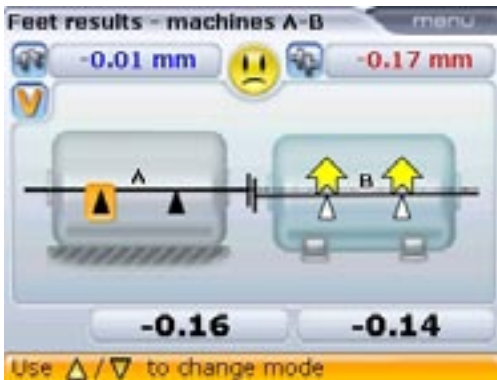 Feet results - machines A-B
menu
-0.01 mm
-0.17 mm
V
A
B
-0.16
-0.14
Use △/▽ to change mode